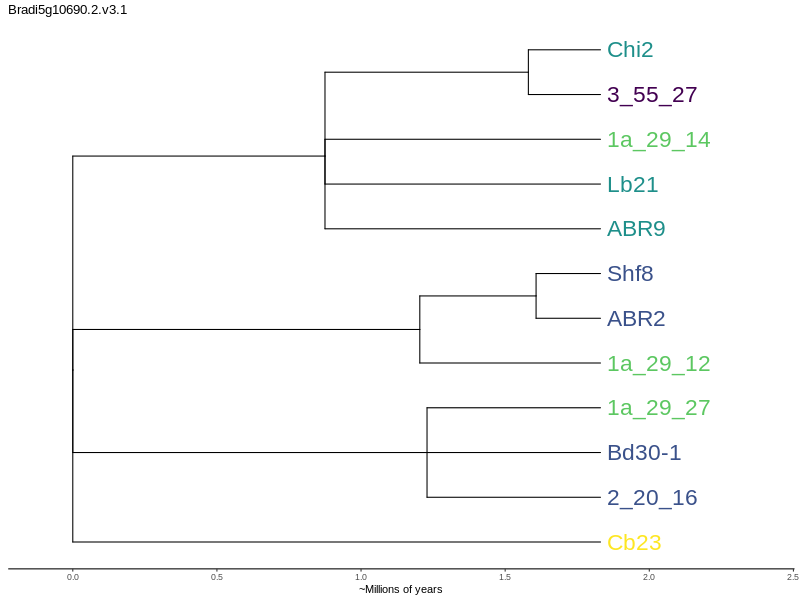 Bradi5g10690.2.v3.1
Chi2
3_55_27
1a_29_14
Lb21
ABR9
Shf8
ABR2
1a_29_12
1a_29_27
Bd30-1
2_20_16
Cb23
0.0 0.5 1.0 1.5 2.0 2.5
~Millions of years